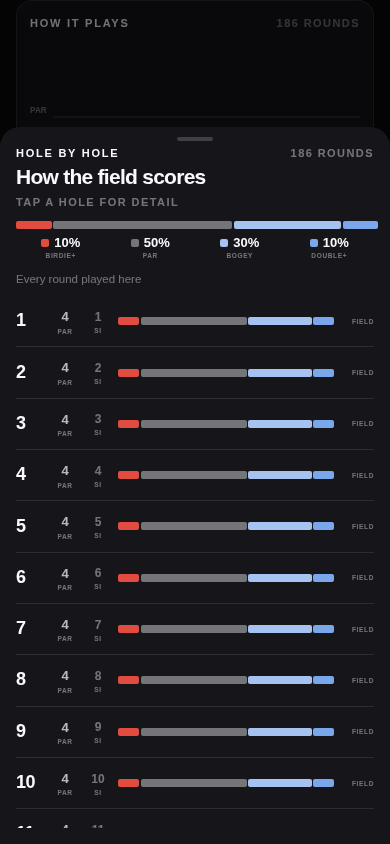 HOW IT PLAYS 186 ROUNDS
PAR
HOLE BY HOLE 186 ROUNDS
How the field scores
TAP A HOLE FOR DETAIL
10% 50% 30% 10%
BIRDIE+ PAR BOGEY DOUBLE+
Every round played here
1 4 1 FIELD
PAR SI
2 4 2 FIELD
PAR SI
3 4 3 FIELD
PAR SI
4 4 4 FIELD
PAR SI
5 4 5 FIELD
PAR SI
6 4 6 FIELD
PAR SI
7 4 7 FIELD
PAR SI
8 4 8 FIELD
PAR SI
9 4 9 FIELD
PAR SI
10 4 10 FIELD
PAR SI
11 4 11